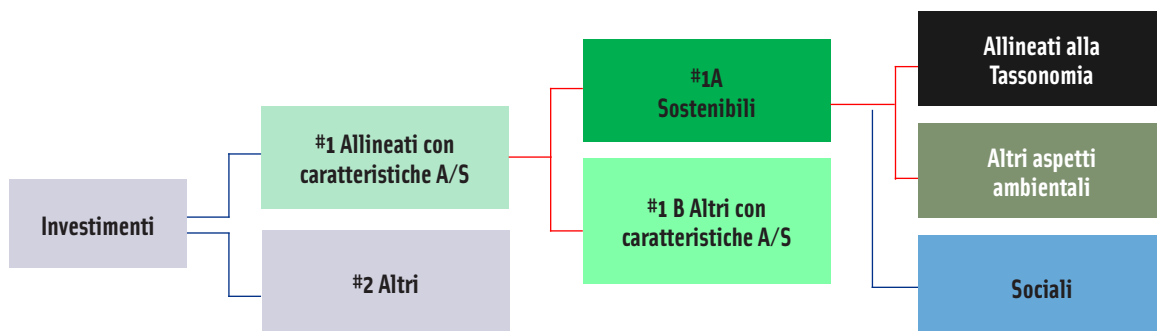 Investimenti
#1 Allineati con
caratteristiche A/S
#2 Altri
#1A
Sostenibili
#1 B Altri con
caratteristiche A/S
Allineati alla
Tassonomia
Altri aspetti
ambientali
Sociali